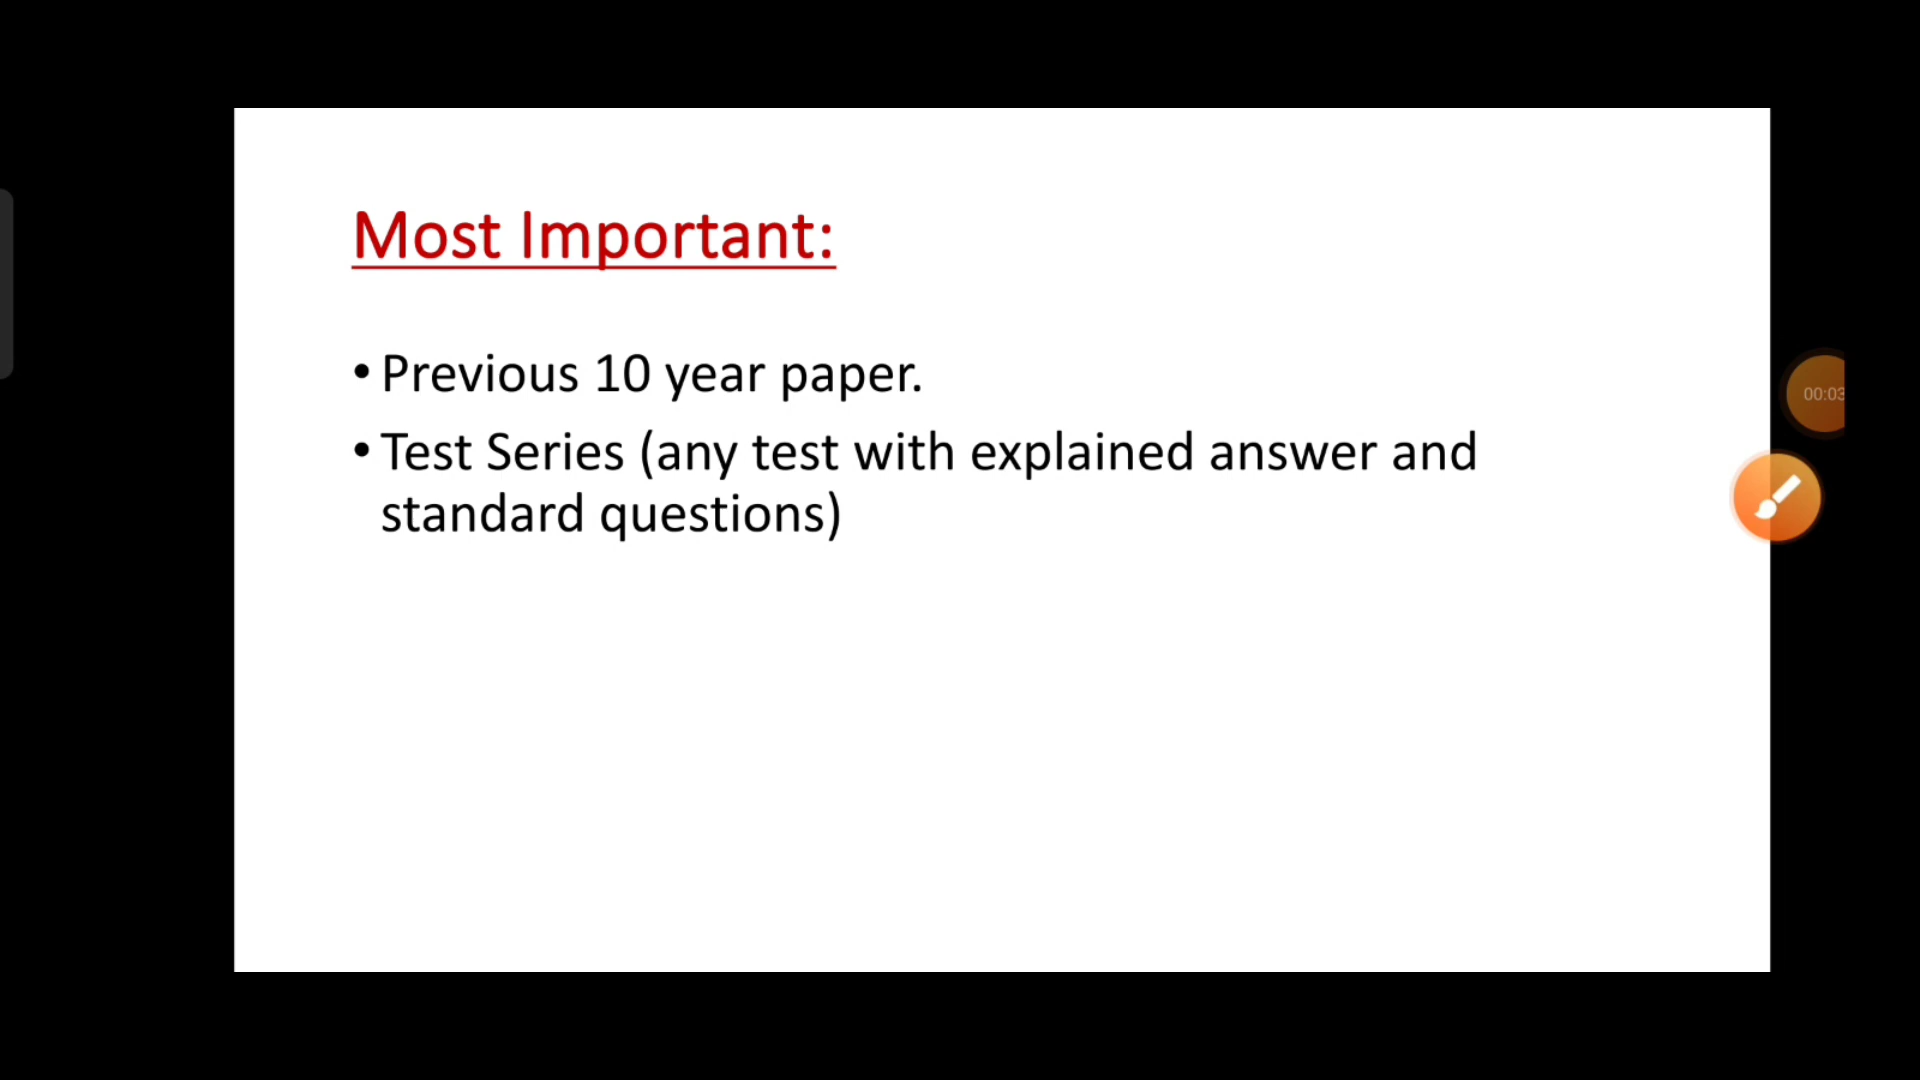 Most Important:
• Previous 10 year paper.
• Test Series (any test with explained answer and
standard questions)
00:03